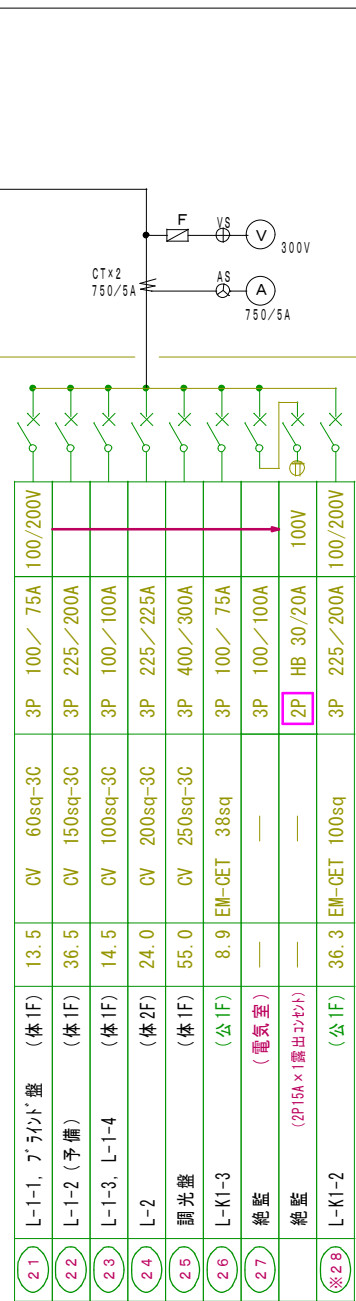 F
VS
V
300V
CT×2
750/5A
AS
A
750/5A
21 L-1-1, ﾌﾞﾗｲﾝﾄﾞ盤 (体1F) 13.5 CV 60sq-3C 3P 100/ 75A 100/200V
22 L-1-2 (予備) (体1F) 36.5 CV 150sq-3C 3P 225/200A
23 L-1-3, L-1-4 (体1F) 14.5 CV 100sq-3C 3P 100/100A
24 L-2 (体2F) 24.0 CV 200sq-3C 3P 225/225A
25 調光盤 (体1F) 55.0 CV 250sq-3C 3P 400/300A
26 L-K1-3 (公1F) 8.9 EM-CET 38sq 3P 100/ 75A
27 絶監 (電気室) — — 3P 100/100A
絶監 (2P15A×1露出ｺﾝｾﾝﾄ) — — 2P HB 30/20A 100V
※28 L-K1-2 (公1F) 36.3 EM-CET 100sq 3P 225/200A 100/200V